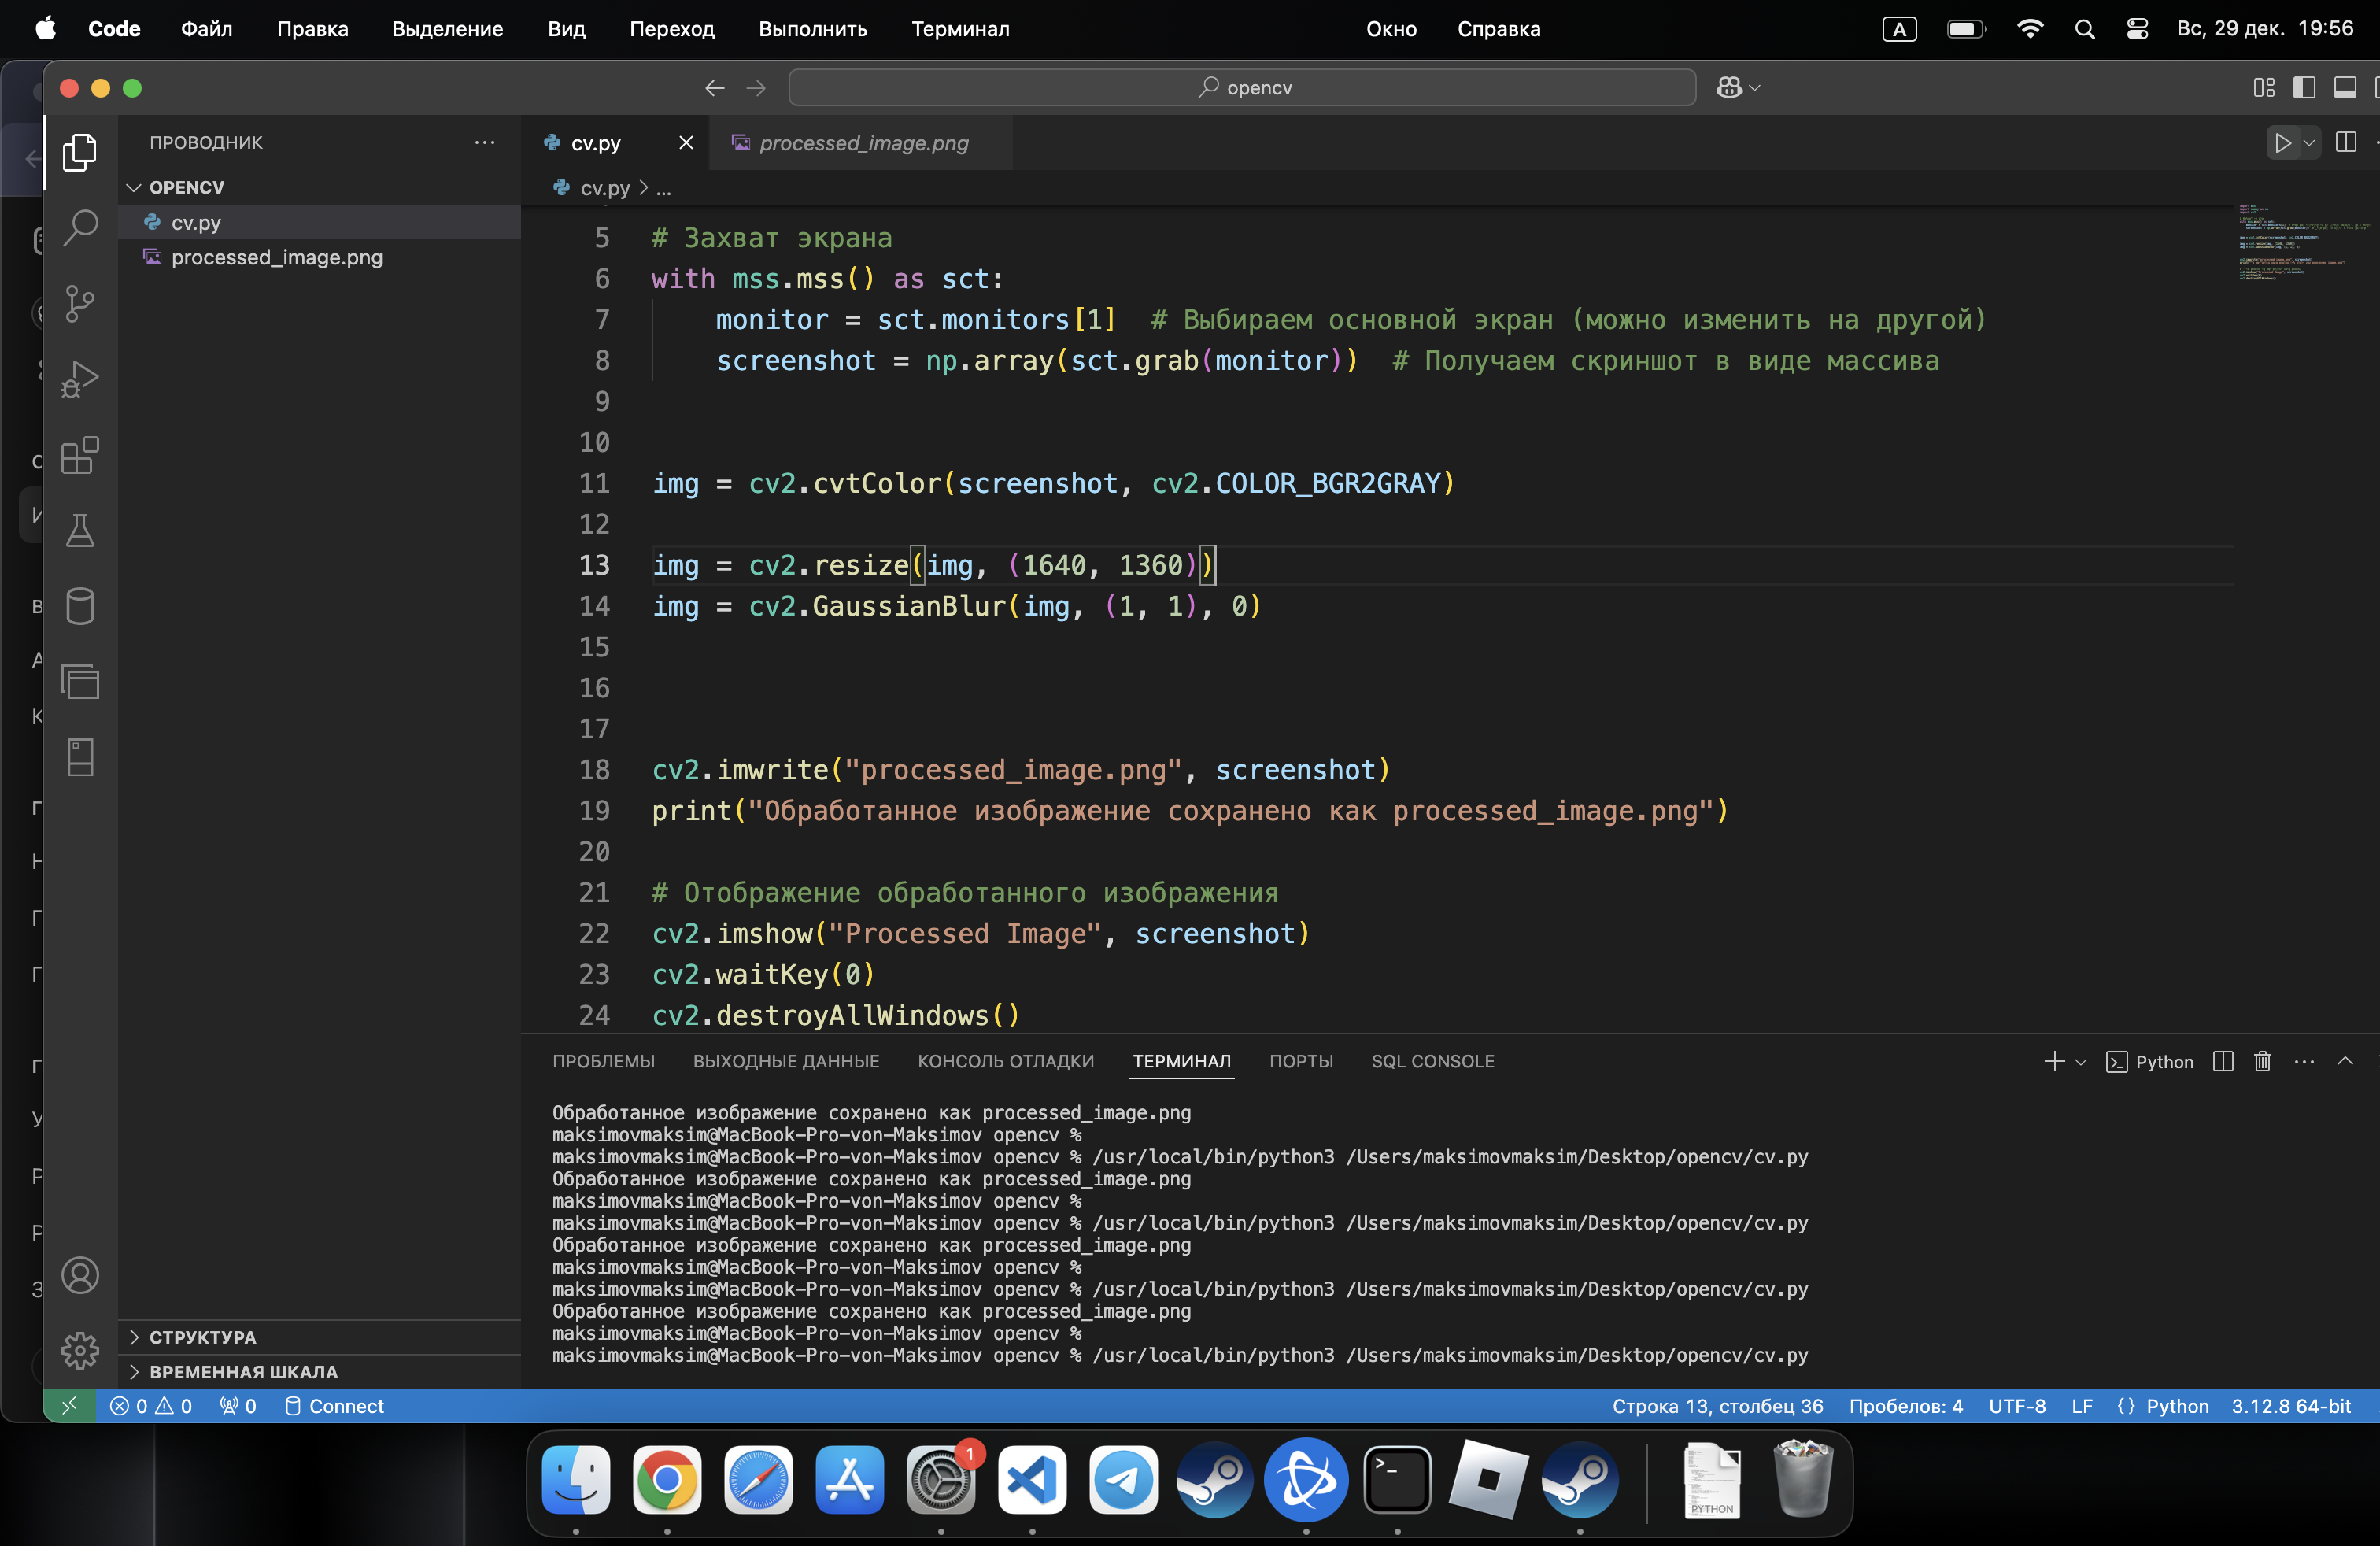 Code Файл Правка Выделение Вид Переход Выполнить Терминал Окно Справка A Вс, 29 дек. 19:56
opencv
ПРОВОДНИК
OPENCV
cv.py
processed_image.png
cv.py processed_image.png
cv.py > ...
5 # Захват экрана
6 with mss.mss() as sct:
7 monitor = sct.monitors[1] # Выбираем основной экран (можно изменить на другой)
8 screenshot = np.array(sct.grab(monitor)) # Получаем скриншот в виде массива
9
10
11 img = cv2.cvtColor(screenshot, cv2.COLOR_BGR2GRAY)
12
13 img = cv2.resize(img, (1640, 1360))
14 img = cv2.GaussianBlur(img, (1, 1), 0)
15
16
17
18 cv2.imwrite("processed_image.png", screenshot)
19 print("Обработанное изображение сохранено как processed_image.png")
20
21 # Отображение обработанного изображения
22 cv2.imshow("Processed Image", screenshot)
23 cv2.waitKey(0)
24 cv2.destroyAllWindows()
ПРОБЛЕМЫ ВЫХОДНЫЕ ДАННЫЕ КОНСОЛЬ ОТЛАДКИ ТЕРМИНАЛ ПОРТЫ SQL CONSOLE Python
Обработанное изображение сохранено как processed_image.png
maksimovmaksim@MacBook-Pro-von-Maksimov opencv %
maksimovmaksim@MacBook-Pro-von-Maksimov opencv % /usr/local/bin/python3 /Users/maksimovmaksim/Desktop/opencv/cv.py
Обработанное изображение сохранено как processed_image.png
maksimovmaksim@MacBook-Pro-von-Maksimov opencv %
maksimovmaksim@MacBook-Pro-von-Maksimov opencv % /usr/local/bin/python3 /Users/maksimovmaksim/Desktop/opencv/cv.py
Обработанное изображение сохранено как processed_image.png
maksimovmaksim@MacBook-Pro-von-Maksimov opencv %
maksimovmaksim@MacBook-Pro-von-Maksimov opencv % /usr/local/bin/python3 /Users/maksimovmaksim/Desktop/opencv/cv.py
Обработанное изображение сохранено как processed_image.png
maksimovmaksim@MacBook-Pro-von-Maksimov opencv %
maksimovmaksim@MacBook-Pro-von-Maksimov opencv % /usr/local/bin/python3 /Users/maksimovmaksim/Desktop/opencv/cv.py
СТРУКТУРА
ВРЕМЕННАЯ ШКАЛА
0 0 0 Connect Строка 13, столбец 36 Пробелов: 4 UTF-8 LF {} Python 3.12.8 64-bit
1
PYTHON